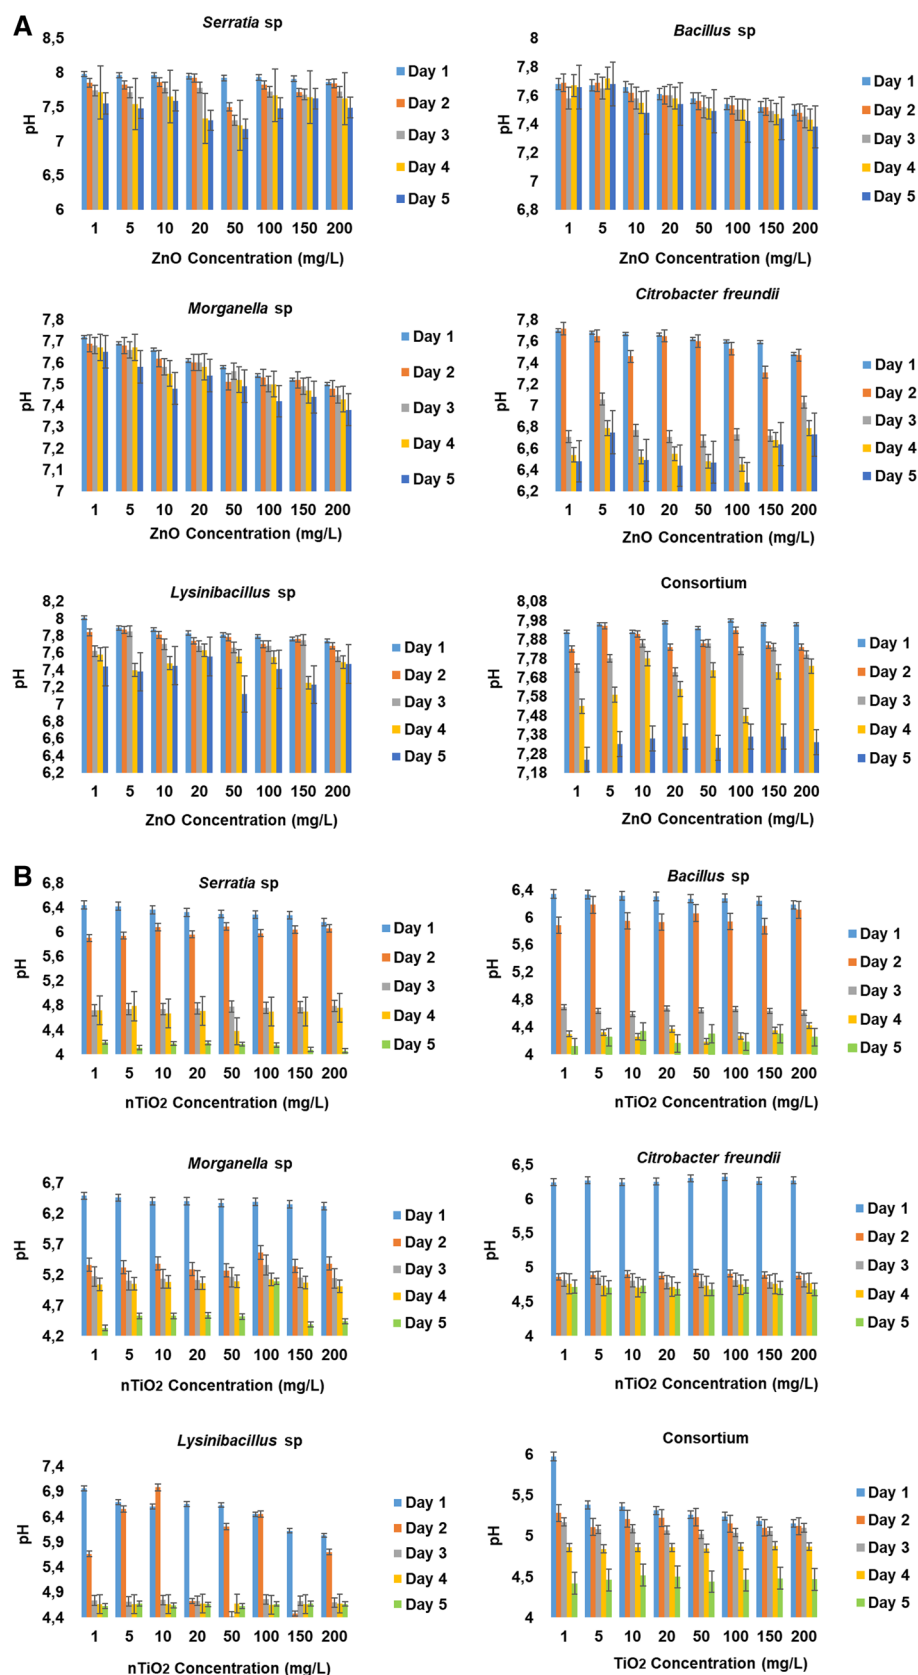 A
Serratia sp
8,5
8
7,5
7
6,5
6
pH
1 5 10 20 50 100 150 200
ZnO Concentration (mg/L)
Day 1
Day 2
Day 3
Day 4
Day 5
Bacillus sp
8
7,8
7,6
7,4
7,2
7
6,8
pH
1 5 10 20 50 100 150 200
ZnO Concentration (mg/L)
Day 1
Day 2
Day 3
Day 4
Day 5
Morganella sp
7,8
7,7
7,6
7,5
7,4
7,3
7,2
7,1
7
pH
1 5 10 20 50 100 150 200
ZnO Concentration (mg/L)
Day 1
Day 2
Day 3
Day 4
Day 5
Citrobacter freundii
7,8
7,6
7,4
7,2
7
6,8
6,6
6,4
6,2
pH
1 5 10 20 50 100 150 200
ZnO Concentration (mg/L)
Day 1
Day 2
Day 3
Day 4
Day 5
Lysinibacillus sp
8,2
8
7,8
7,6
7,4
7,2
7
6,8
6,6
6,4
6,2
pH
1 5 10 20 50 100 150 200
ZnO Concentration (mg/L)
Day 1
Day 2
Day 3
Day 4
Day 5
Consortium
8,08
7,98
7,88
7,78
7,68
7,58
7,48
7,38
7,28
7,18
pH
1 5 10 20 50 100 150 200
ZnO Concentration (mg/L)
Day 1
Day 2
Day 3
Day 4
Day 5
B
Serratia sp
6,8
6,4
6
5,6
5,2
4,8
4,4
4
pH
1 5 10 20 50 100 150 200
nTiO2 Concentration (mg/L)
Day 1
Day 2
Day 3
Day 4
Day 5
Bacillus sp
6,4
6
5,6
5,2
4,8
4,4
4
pH
1 5 10 20 50 100 150 200
nTiO2 Concentration (mg/L)
Day 1
Day 2
Day 3
Day 4
Day 5
Morganella sp
6,7
6,2
5,7
5,2
4,7
4,2
pH
1 5 10 20 50 100 150 200
nTiO2 Concentration (mg/L)
Day 1
Day 2
Day 3
Day 4
Day 5
Citrobacter freundii
6,5
6
5,5
5
4,5
4
pH
1 5 10 20 50 100 150 200
nTiO2 Concentration (mg/L)
Day 1
Day 2
Day 3
Day 4
Day 5
Lysinibacillus sp
7,4
6,9
6,4
5,9
5,4
4,9
4,4
pH
1 5 10 20 50 100 150 200
nTiO2 Concentration (mg/L)
Day 1
Day 2
Day 3
Day 4
Day 5
Consortium
6
5,5
5
4,5
4
pH
1 5 10 20 50 100 150 200
TiO2 Concentration (mg/L)
Day 1
Day 2
Day 3
Day 4
Day 5